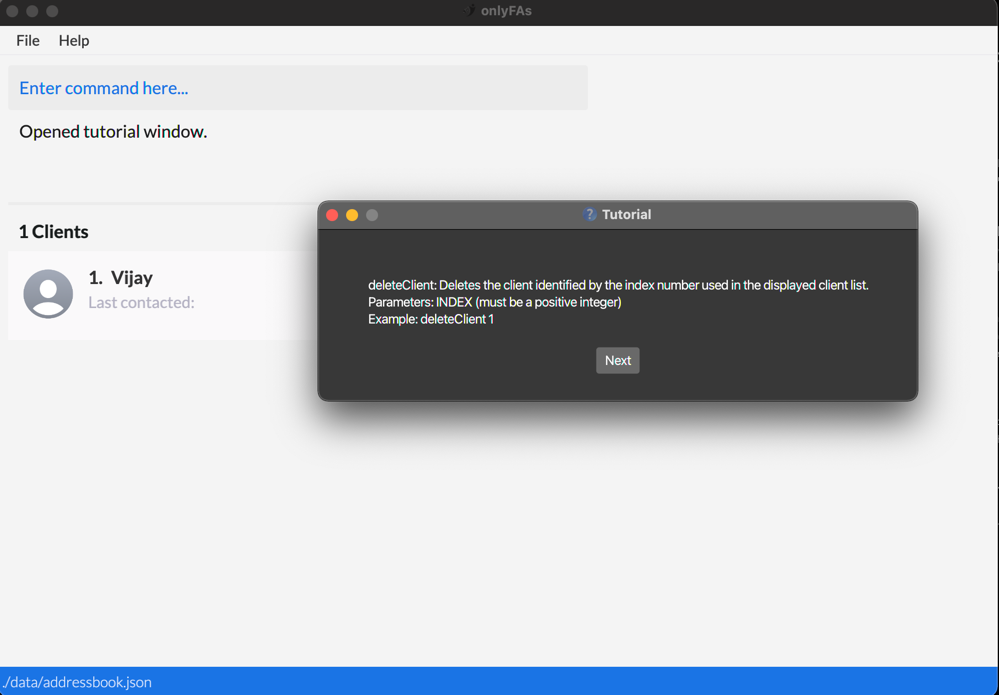 onlyFAs
File Help
Enter command here...
Opened tutorial window.
1 Clients
1. Vijay
Last contacted:
? Tutorial
deleteClient: Deletes the client identified by the index number used in the displayed client list.
Parameters: INDEX (must be a positive integer)
Example: deleteClient 1
Next
./data/addressbook.json